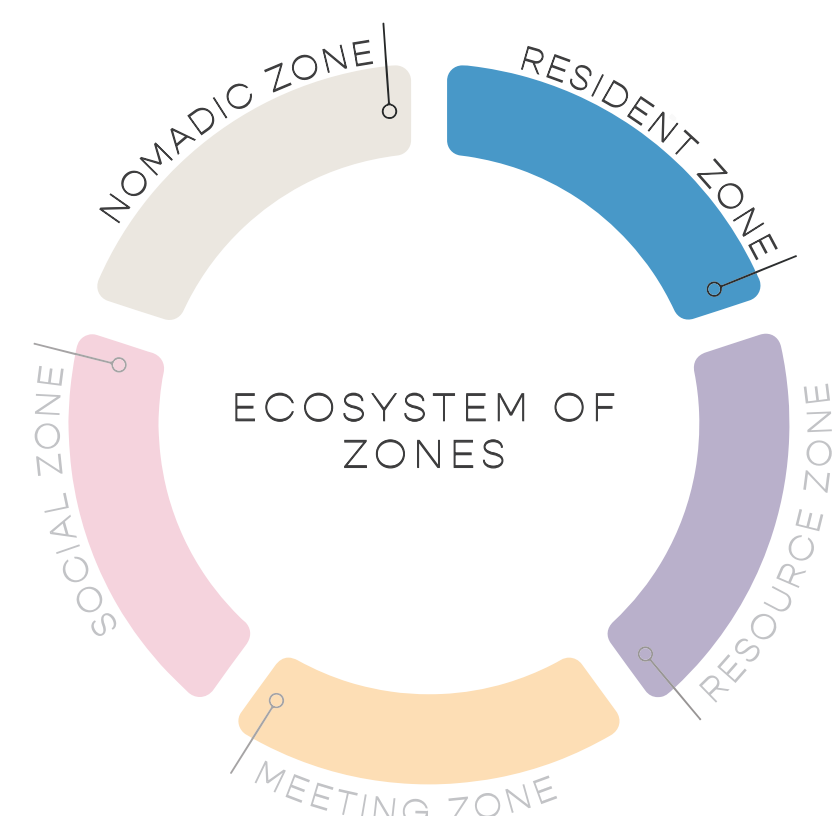 NOMADIC ZONE
RESIDENT ZONE
ECOSYSTEM OF
ZONES
SOCIAL ZONE
RESOURCE ZONE
MEETING ZONE